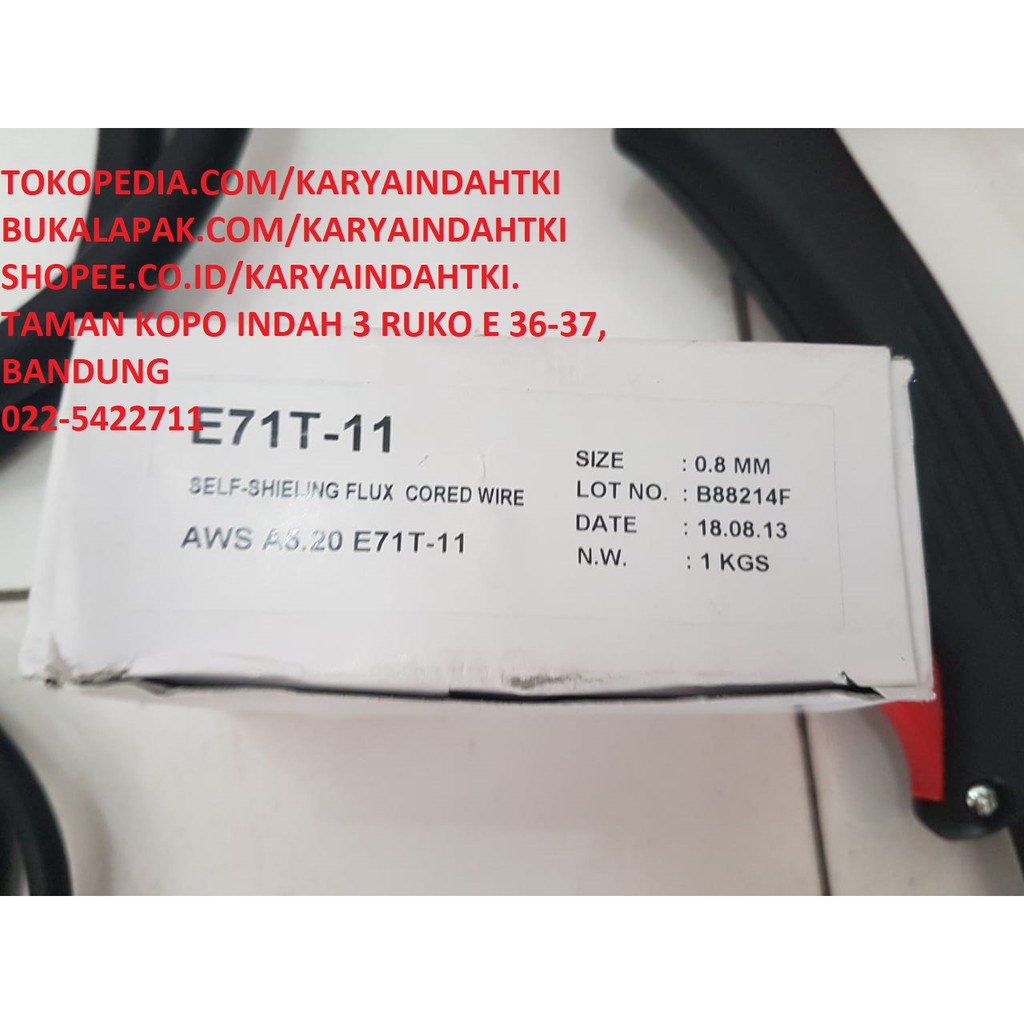 TOKOPEDIA.COM/KARYAINDAHTKI
BUKALAPAK.COM/KARYAINDAHTKI
SHOPEE.CO.ID/KARYAINDAHTKI.
TAMAN KOPO INDAH 3 RUKO E 36-37,
BANDUNG
022-5422711
E71T-11
SELF-SHIELING FLUX CORED WIRE
AWS A5.20 E71T-11
SIZE : 0.8 MM
LOT NO. : B88214F
DATE : 18.08.13
N.W. : 1 KGS